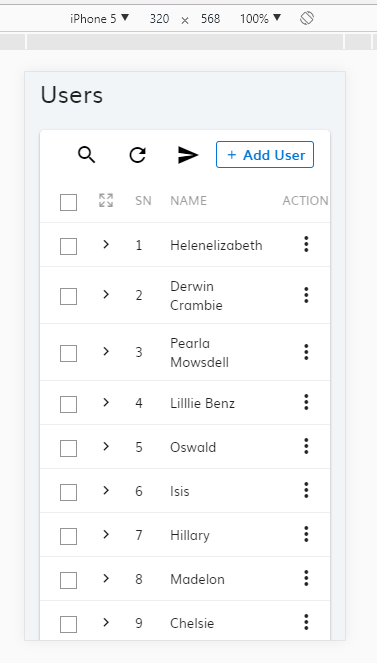 iPhone 5 ▼ 320 × 568 100% ▼
Users
+ Add User
SN NAME ACTION
1 Helenelizabeth
2 Derwin
Crambie
3 Pearla
Mowsdell
4 Lilllie Benz
5 Oswald
6 Isis
7 Hillary
8 Madelon
9 Chelsie